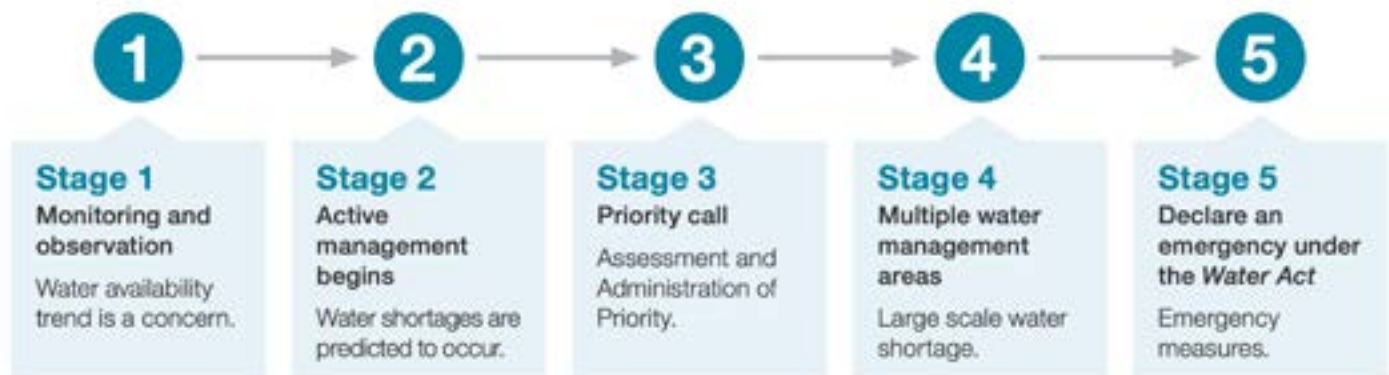 1
2
3
4
5
Stage 1
Monitoring and
observation
Water availability
trend is a concern.
Stage 2
Active
management
begins
Water shortages are
predicted to occur.
Stage 3
Priority call
Assessment and
Administration of
Priority.
Stage 4
Multiple water
management
areas
Large scale water
shortage.
Stage 5
Declare an
emergency under
the Water Act
Emergency
measures.